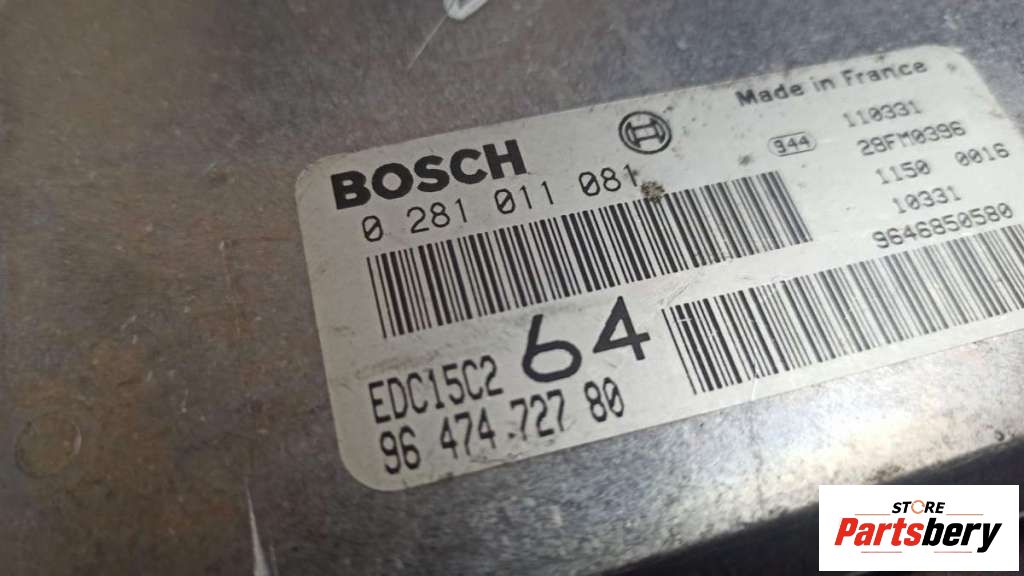 BOSCH
0 281 011 081
Made in France
944
110331
28FM0396
1150 0016
10331
9646850580
64
EDC15C2
96 474 727 80
STORE
Partsbery